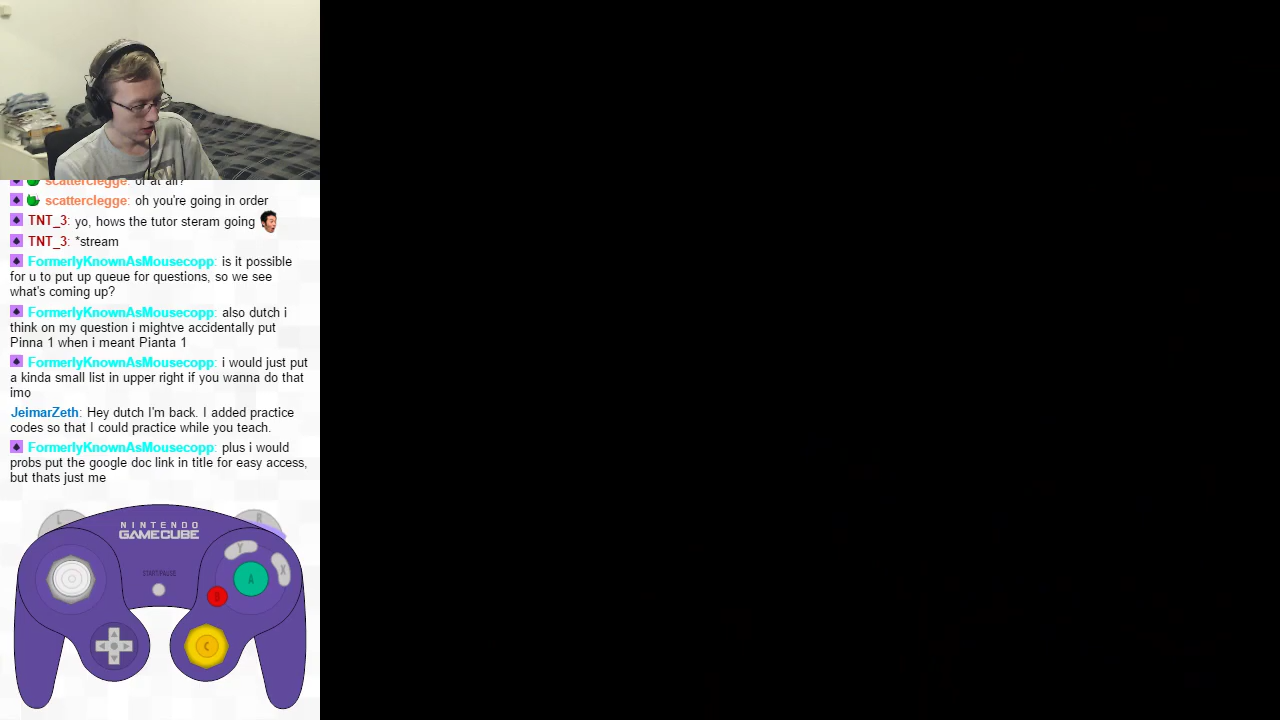 scatterclegge: or at all?
scatterclegge: oh you're going in order
TNT_3: yo, hows the tutor steram going
TNT_3: *stream
FormerlyKnownAsMousecopp: is it possible
for u to put up queue for questions, so we see
what's coming up?
FormerlyKnownAsMousecopp: also dutch i
think on my question i mightve accidentally put
Pinna 1 when i meant Pianta 1
FormerlyKnownAsMousecopp: i would just put
a kinda small list in upper right if you wanna do that
imo
JeimarZeth: Hey dutch I'm back. I added practice
codes so that I could practice while you teach.
FormerlyKnownAsMousecopp: plus i would
probs put the google doc link in title for easy access,
but thats just me
L
R
NINTENDO
GAMECUBE
Y
X
START/PAUSE
A
B
C